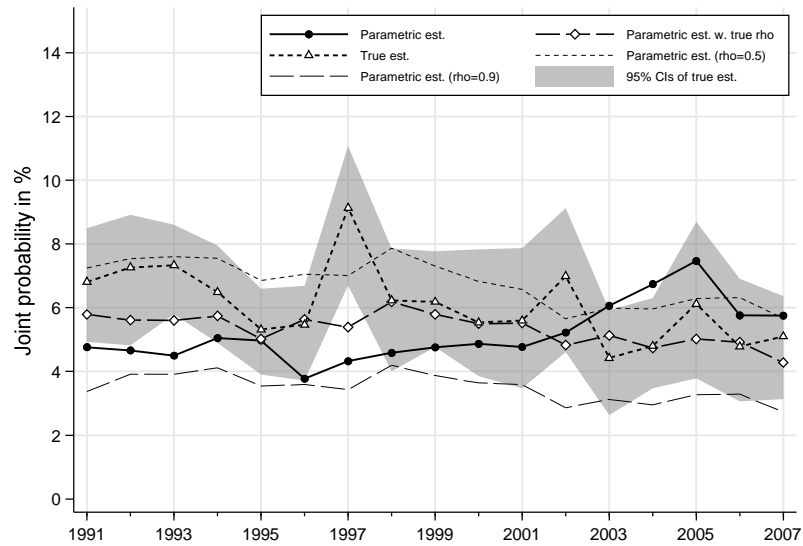 Parametric est.
Parametric est. w. true rho
True est.
Parametric est. (rho=0.5)
Parametric est. (rho=0.9)
95% CIs of true est.
Joint probability in %
14
12
10
8
6
4
2
0
1991 1993 1995 1997 1999 2001 2003 2005 2007